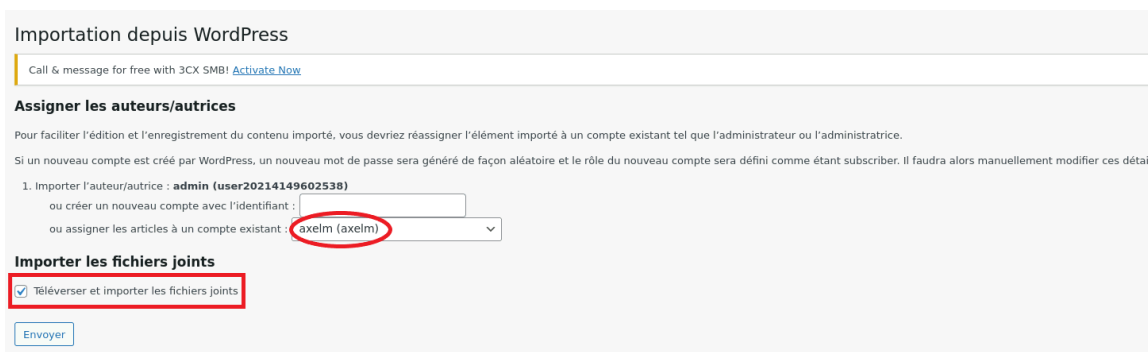 Importation depuis WordPress
Call & message for free with 3CX SMB! Activate Now
Assigner les auteurs/autrices
Pour faciliter l’édition et l’enregistrement du contenu importé, vous devriez réassigner l’élément importé à un compte existant tel que l’administrateur ou l’administratrice.
Si un nouveau compte est créé par WordPress, un nouveau mot de passe sera généré de façon aléatoire et le rôle du nouveau compte sera défini comme étant subscriber. Il faudra alors manuellement modifier ces
1. Importer l’auteur/autrice : admin (user20214149602538)
ou créer un nouveau compte avec l’identifiant :
ou assigner les articles à un compte existant : axelm (axelm)
Importer les fichiers joints
Téléverser et importer les fichiers joints
Envoyer